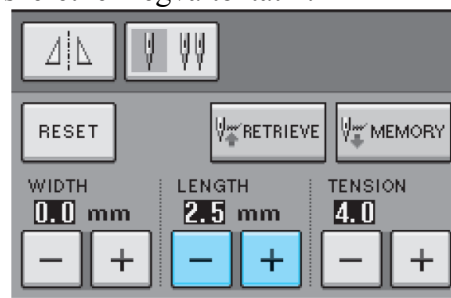 RESET RETRIEVE MEMORY
WIDTH LENGTH TENSION
0.0 mm 2.5 mm 4.0
− + − + − +